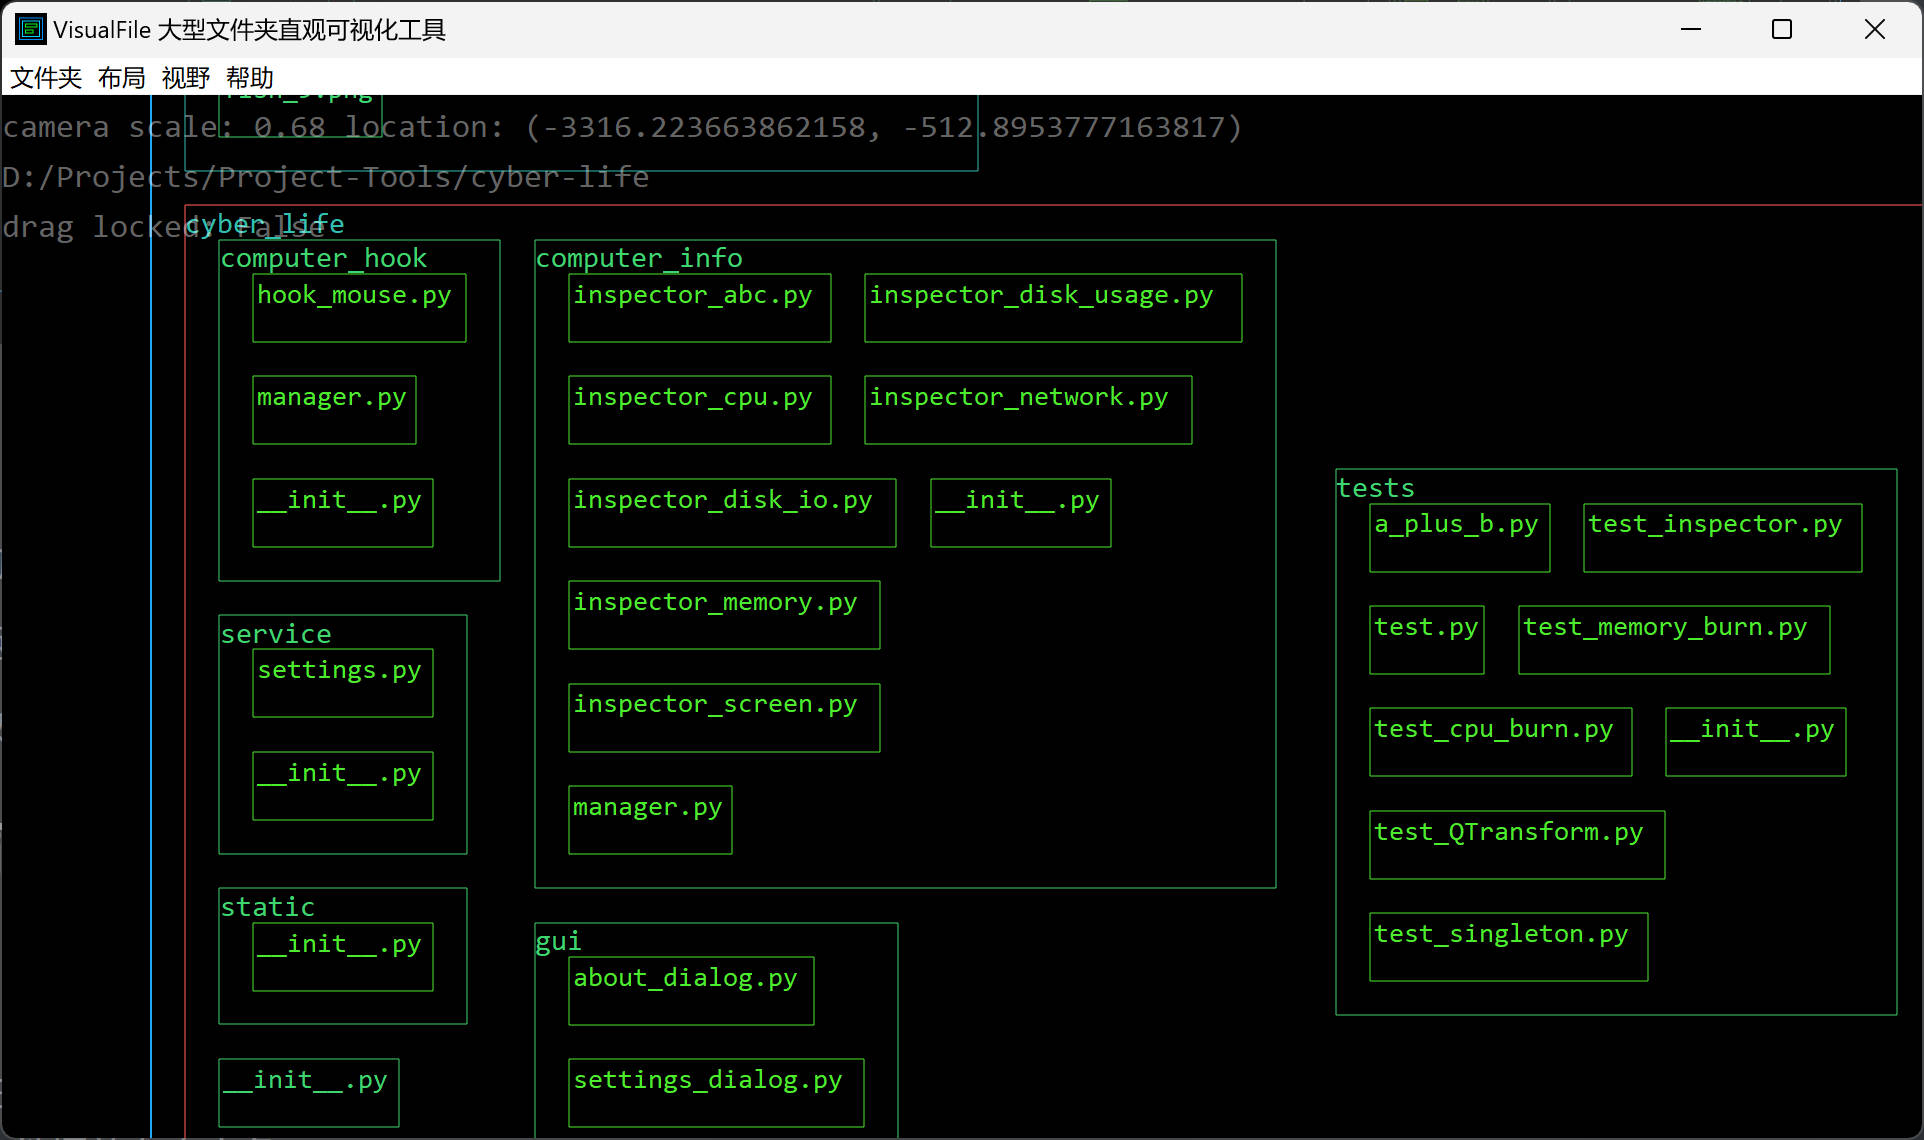 VisualFile 大型文件夹直观可视化工具
文件夹 布局 视野 帮助
camera scale: 0.68 location: (-3316.223663862158, -512.8953777163817)
D:/Projects/Project-Tools/cyber-life
drag locked: False
cyber_life
computer_hook
hook_mouse.py
manager.py
__init__.py
computer_info
inspector_abc.py
inspector_disk_usage.py
inspector_cpu.py
inspector_network.py
inspector_disk_io.py
__init__.py
inspector_memory.py
inspector_screen.py
manager.py
tests
a_plus_b.py
test_inspector.py
test.py
test_memory_burn.py
test_cpu_burn.py
__init__.py
test_QTransform.py
test_singleton.py
service
settings.py
__init__.py
static
__init__.py
gui
about_dialog.py
settings_dialog.py
__init__.py